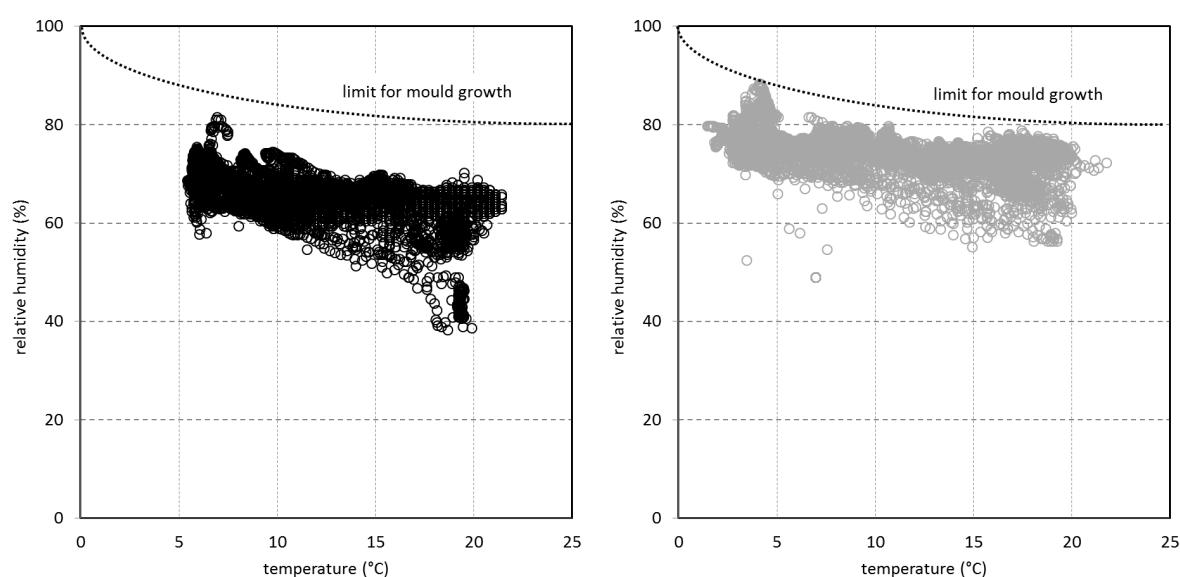 100
80
60
40
20
0
relative humidity (%)
limit for mould growth
0 5 10 15 20 25
temperature (°C)
100
80
60
40
20
0
relative humidity (%)
limit for mould growth
0 5 10 15 20 25
temperature (°C)